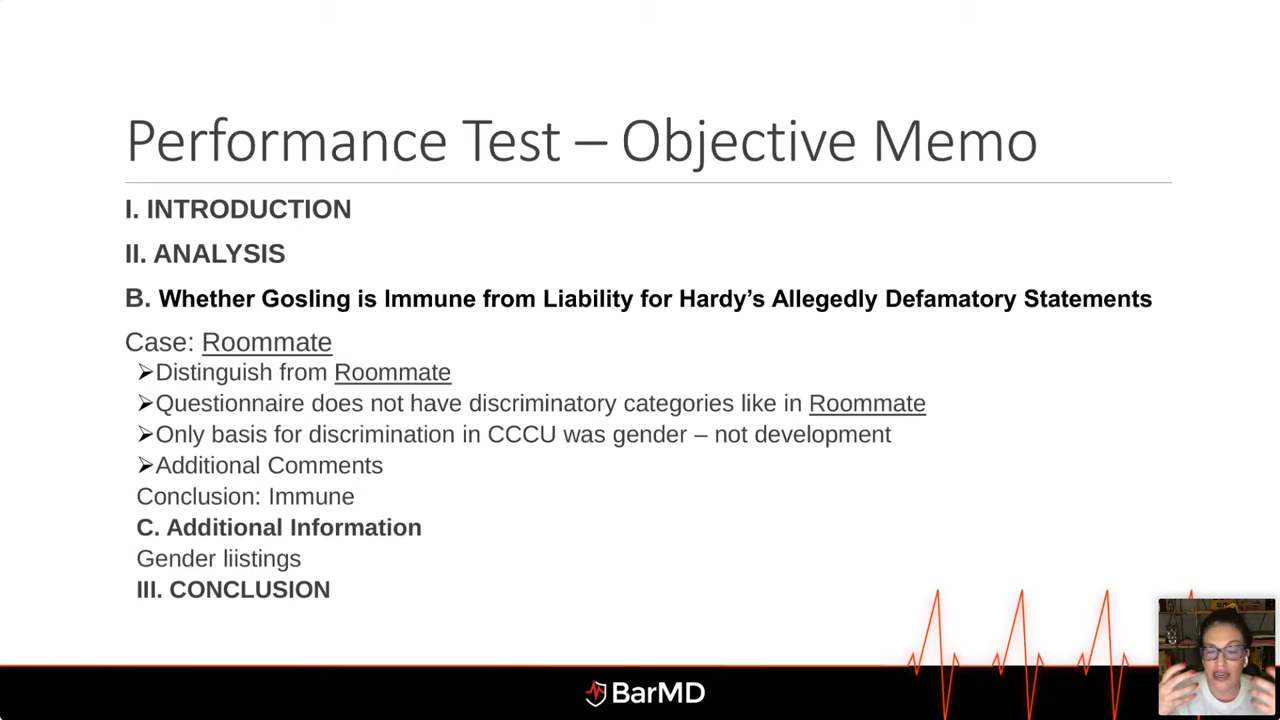 Performance Test – Objective Memo
I. INTRODUCTION
II. ANALYSIS
B. Whether Gosling is Immune from Liability for Hardy's Allegedly Defamatory Statements
Case: Roommate
➢Distinguish from Roommate
➢Questionnaire does not have discriminatory categories like in Roommate
➢Only basis for discrimination in CCCU was gender – not development
➢Additional Comments
Conclusion: Immune
C. Additional Information
Gender liistings
III. CONCLUSION
BarMD